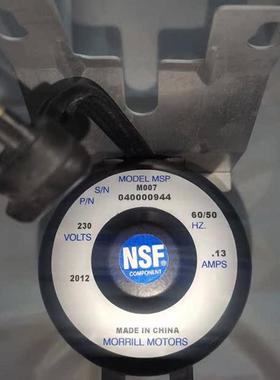 MODEL MSP
S/N M007
P/N 040000944
230 VOLTS
60/50 HZ.
.13 AMPS
2012
NSF
COMPONENT
MADE IN CHINA
MORRILL MOTORS